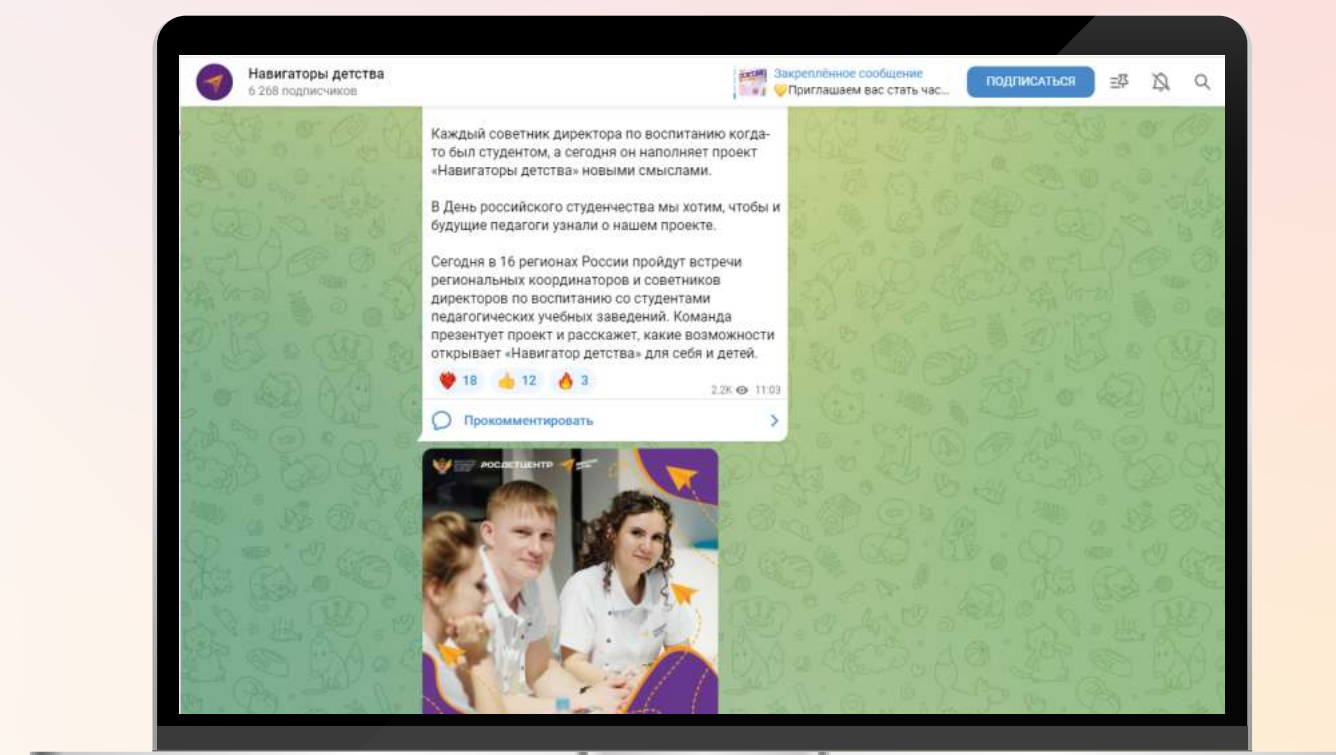 Навигаторы детства
6 268 подписчиков
Закреплённое сообщение
Приглашаем вас стать час...
ПОДПИСАТЬСЯ
Каждый советник директора по воспитанию когда-
то был студентом, а сегодня он наполняет проект
«Навигаторы детства» новыми смыслами.
В День российского студенчества мы хотим, чтобы и
будущие педагоги узнали о нашем проекте.
Сегодня в 16 регионах России пройдут встречи
региональных координаторов и советников
директоров по воспитанию со студентами
педагогических учебных заведений. Команда
презентует проект и расскажет, какие возможности
открывает «Навигатор детства» для себя и детей.
18 12 3
2.2K 11:03
Прокомментировать
РОСДЕТЦЕНТР